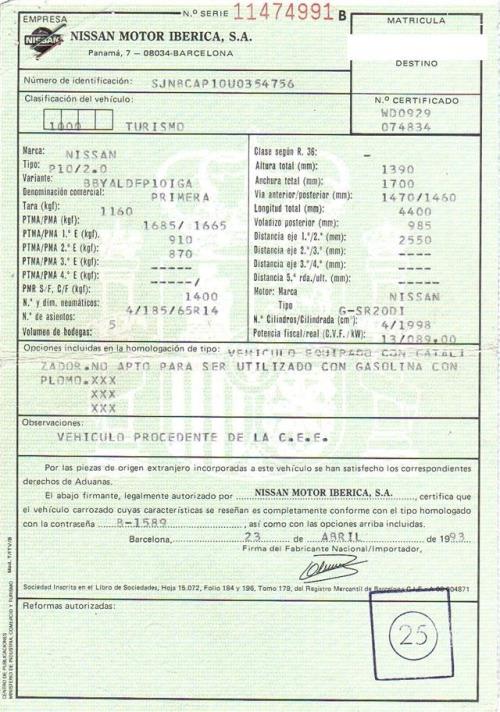 EMPRESA
N.º SERIE 11474991 B
MATRICULA
NISSAN
NISSAN MOTOR IBERICA, S.A.
Panamá, 7 — 08034-BARCELONA
DESTINO
Número de identificación: SJNBCAP10U0354756
Clasificación del vehículo:
1000 TURISMO
N.º CERTIFICADO
WD0929
074834
Marca: NISSAN
Tipo: P10/2.0
Variante: BBYALDFP10IGA
Denominación comercial: PRIMERA
Tara (kgf): 1160
PTMA/PMA (kgf): 1685/ 1665
PTMA/PMA 1.º E (kgf): 910
PTMA/PMA 2.º E (kgf): 870
PTMA/PMA 3.º E (kgf): -----
PTMA/PMA 4.º E (kgf): -----
PMR S/F, C/F (kgf) -----/ 1400
N.º y dim. neumáticos: 4/185/65R14
N.º de asientos: 5
Volumen de bodegas:
Clase según R. 36: –
Altura total (mm): 1390
Anchura total (mm): 1700
Vía anterior/posterior (mm): 1470/1460
Longitud total (mm): 4400
Voladizo posterior (mm): 985
Distancia eje 1.º/2.º (mm): 2550
Distancia eje 2.º/3.º (mm): ----
Distancia eje 3.º/4.º (mm): ----
Distancia 5.ª rda./ult. (mm): ----
Motor: Marca NISSAN
Tipo G-SR20DI
N.º Cilindros/Cilindrada (cm³) 4/1998
Potencia fiscal/real (C.V.F. /kW): 13/089.00
Opciones incluidas en la homologación de tipo: VEHICULO EQUIPADO CON CATALI
ZADOR.NO APTO PARA SER UTILIZADO CON GASOLINA CON
PLOMO.XXX
XXX
XXX
Observaciones:
VEHICULO PROCEDENTE DE LA C.E.E.
Por las piezas de origen extranjero incorporadas a este vehículo se han satisfecho los correspondientes
derechos de Aduanas.
El abajo firmante, legalmente autorizado por NISSAN MOTOR IBERICA, S.A., certifica que
el vehículo carrozado cuyas características se reseñan es completamente conforme con el tipo homologado
con la contraseña B-1589, así como con las opciones arriba incluidas.
Barcelona, 23 de ABRIL de 1993
Firma del Fabricante Nacional/Importador,
Sociedad Inscrita en el Libro de Sociedades, Hoja 15.072, Folio 184 y 196, Tomo 179, del Registro Mercantil de Barcelona
Reformas autorizadas:
25
CENTRO DE PUBLICACIONES
MINISTERIO DE INDUSTRIA, COMERCIO Y TURISMO Mod. T/ITV/B